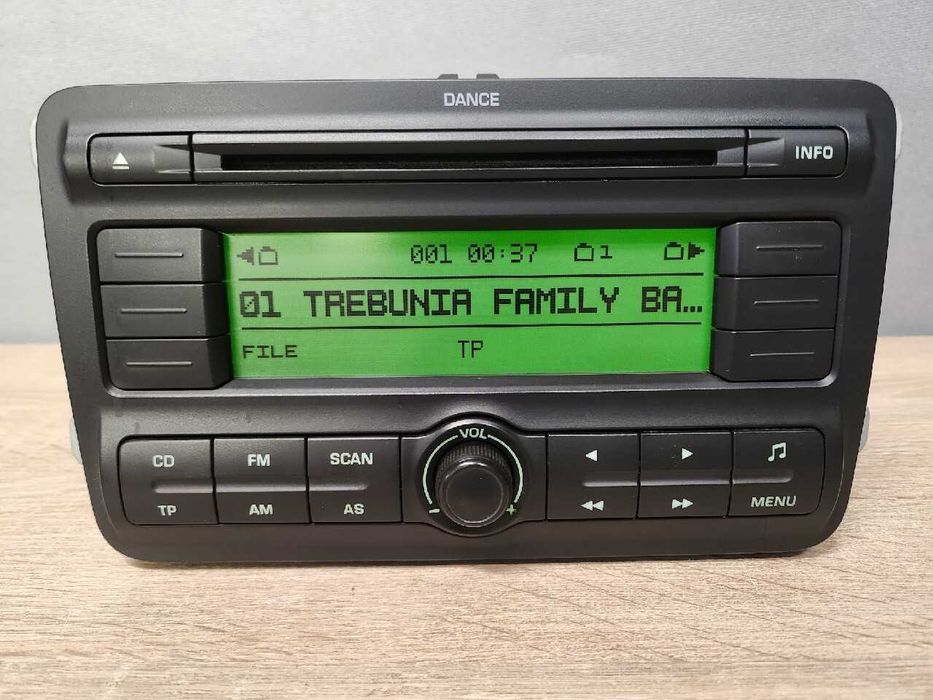 DANCE
INFO
001 00:37 1
01 TREBUNIA FAMILY BA...
FILE TP
CD FM SCAN VOL
TP AM AS - + MENU